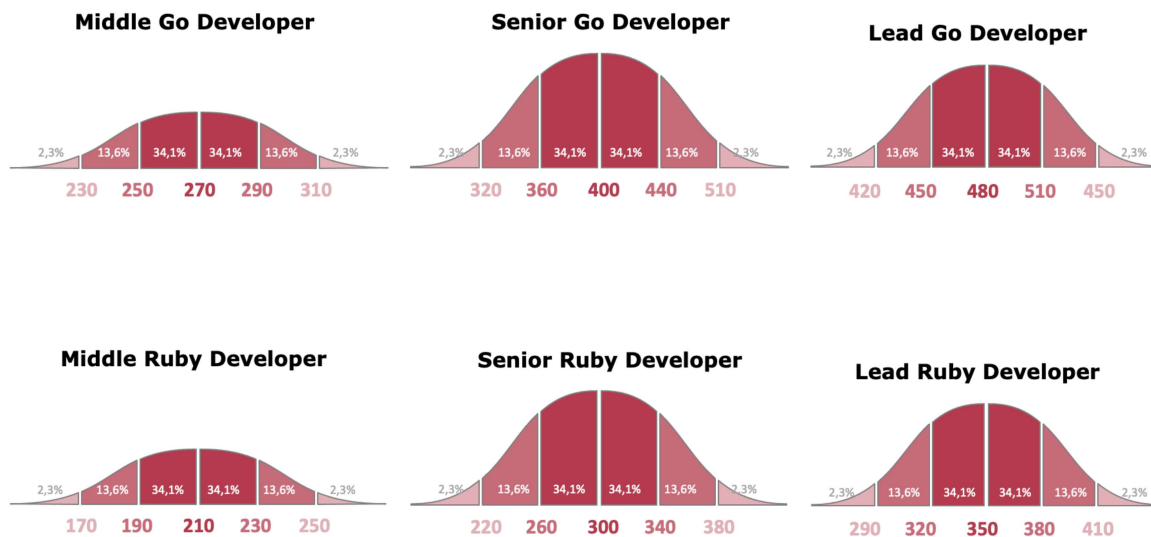 Middle Go Developer
2,3% 13,6% 34,1% 34,1% 13,6% 2,3%
230 250 270 290 310
Senior Go Developer
2,3% 13,6% 34,1% 34,1% 13,6% 2,3%
320 360 400 440 510
Lead Go Developer
2,3% 13,6% 34,1% 34,1% 13,6% 2,3%
420 450 480 510 450
Middle Ruby Developer
2,3% 13,6% 34,1% 34,1% 13,6% 2,3%
170 190 210 230 250
Senior Ruby Developer
2,3% 13,6% 34,1% 34,1% 13,6% 2,3%
220 260 300 340 380
Lead Ruby Developer
2,3% 13,6% 34,1% 34,1% 13,6% 2,3%
290 320 350 380 410